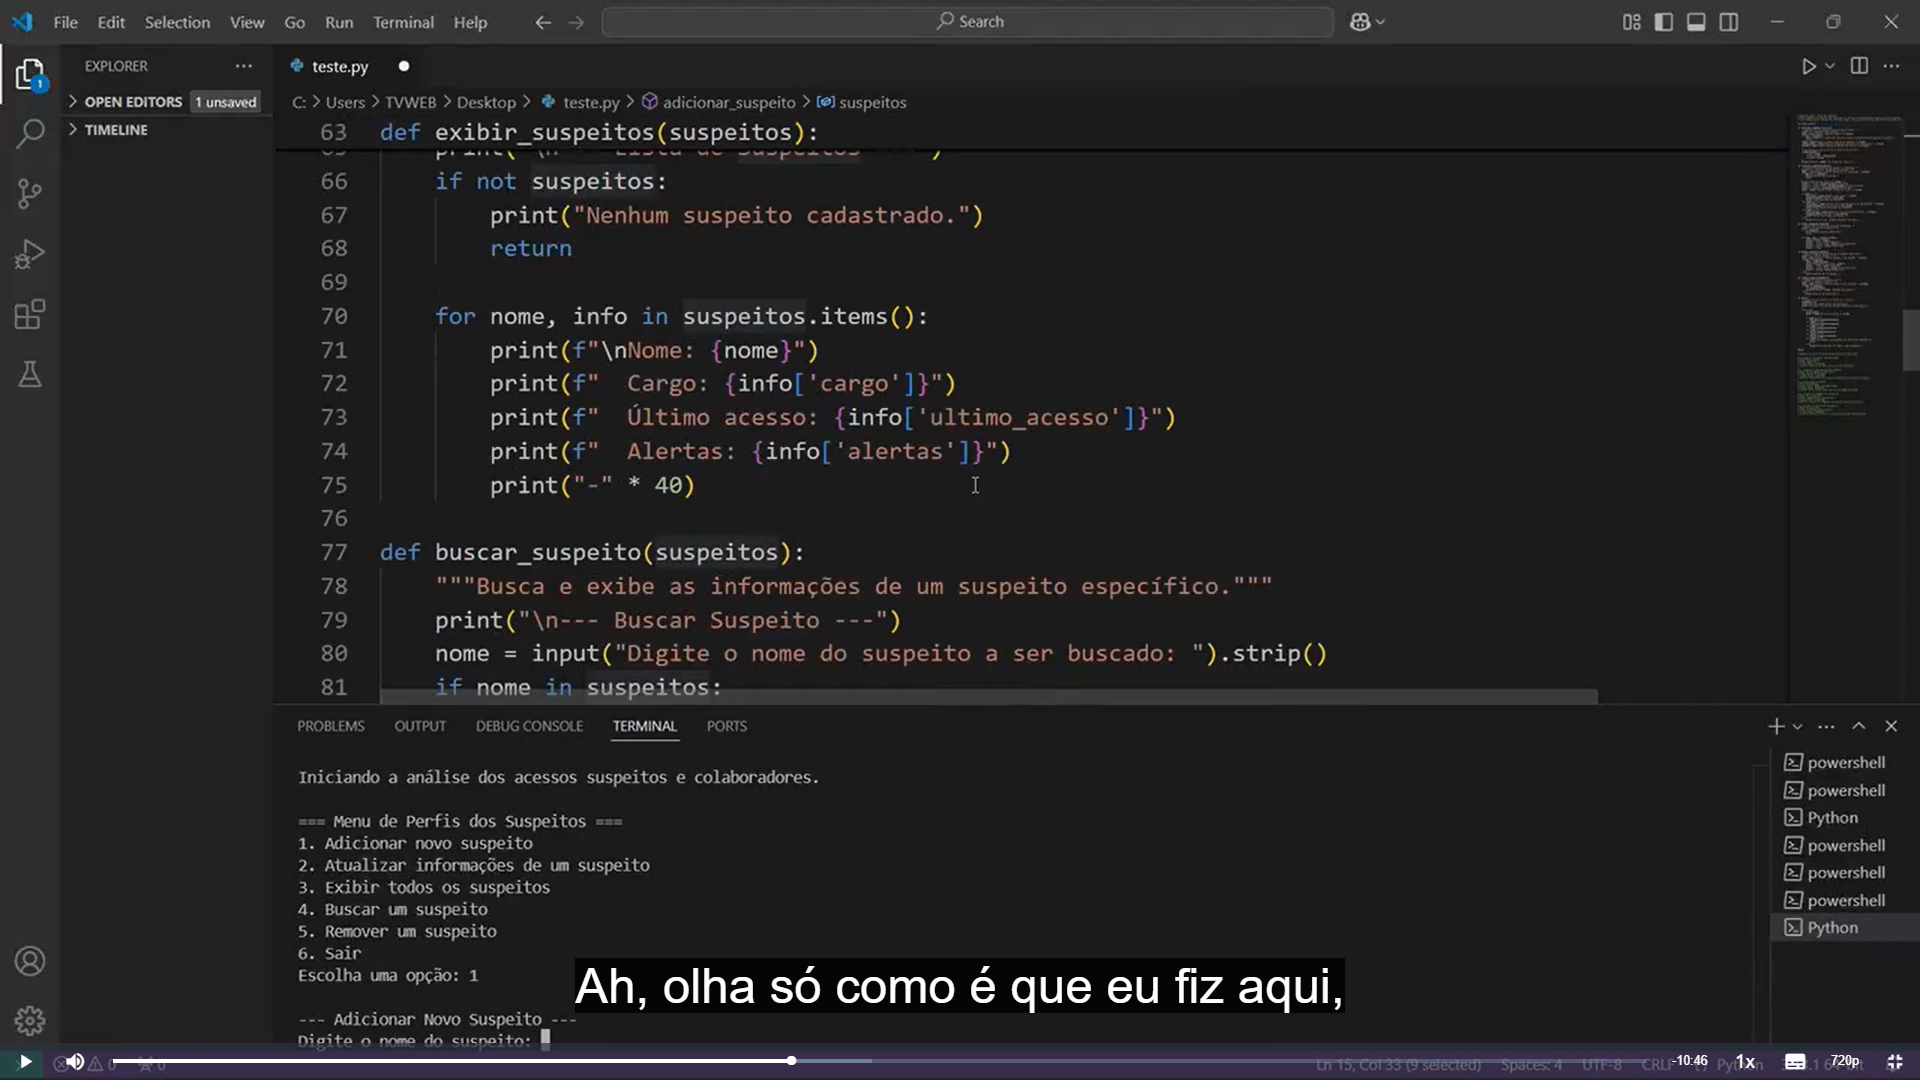 File Edit Selection View Go Run Terminal Help Search
EXPLORER
OPEN EDITORS 1 unsaved
TIMELINE
1
teste.py
C: > Users > TVWEB > Desktop > teste.py > adicionar_suspeito > suspeitos
63 def exibir_suspeitos(suspeitos):
66 if not suspeitos:
67 print("Nenhum suspeito cadastrado.")
68 return
69
70 for nome, info in suspeitos.items():
71 print(f"\nNome: {nome}")
72 print(f"  Cargo: {info['cargo']}")
73 print(f"  Último acesso: {info['ultimo_acesso']}")
74 print(f"  Alertas: {info['alertas']}")
75 print("-" * 40)
76
77 def buscar_suspeito(suspeitos):
78 """Busca e exibe as informações de um suspeito específico."""
79 print("\n--- Buscar Suspeito ---")
80 nome = input("Digite o nome do suspeito a ser buscado: ").strip()
81 if nome in suspeitos:
PROBLEMS OUTPUT DEBUG CONSOLE TERMINAL PORTS
Iniciando a análise dos acessos suspeitos e colaboradores.
=== Menu de Perfis dos Suspeitos ===
1. Adicionar novo suspeito
2. Atualizar informações de um suspeito
3. Exibir todos os suspeitos
4. Buscar um suspeito
5. Remover um suspeito
6. Sair
Escolha uma opção: 1
--- Adicionar Novo Suspeito ---
Digite o nome do suspeito:
powershell
powershell
Python
powershell
powershell
powershell
Python
Ah, olha só como é que eu fiz aqui,
Ln 15, Col 33 (9 selected) Spaces: 4 UTF-8 CRLF Python
-10:46 1x 720p